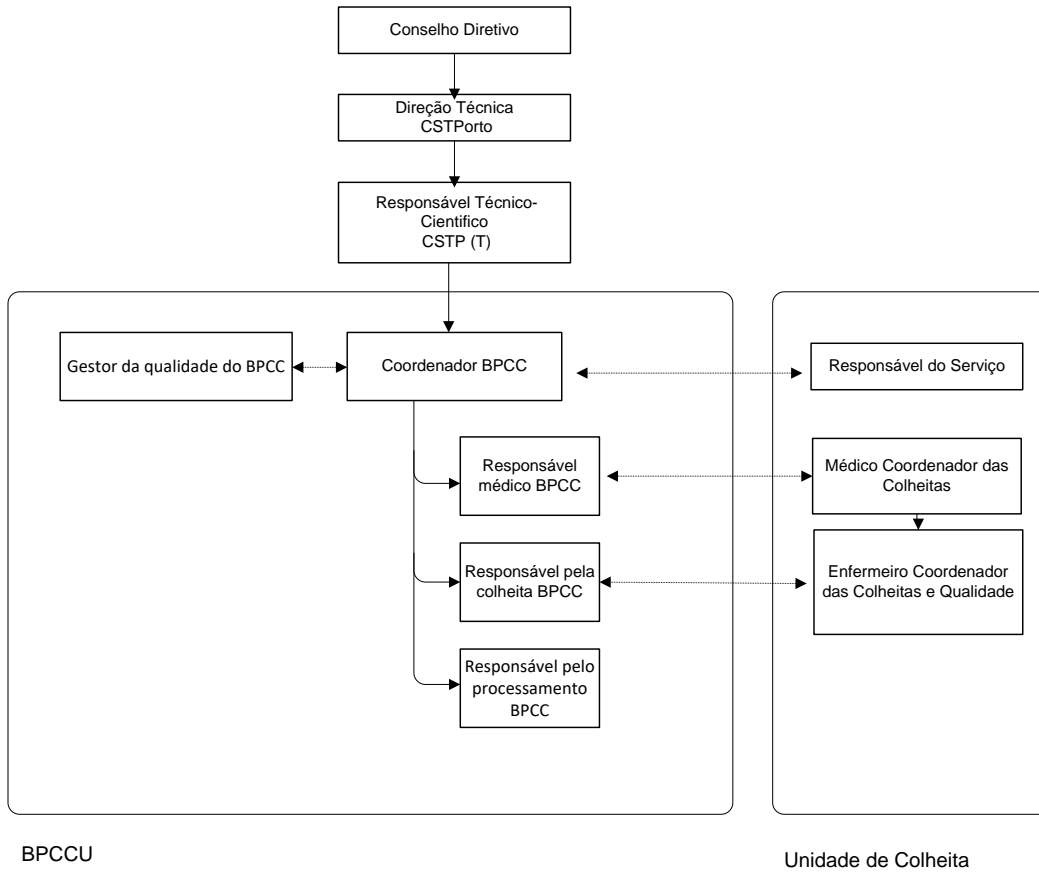 Conselho Diretivo
Direção Técnica
CSTPorto
Responsável Técnico-
Cientifico
CSTP (T)
Gestor da qualidade do BPCC
Coordenador BPCC
Responsável do Serviço
Responsável
médico BPCC
Médico Coordenador das
Colheitas
Responsável pela
colheita BPCC
Enfermeiro Coordenador
das Colheitas e Qualidade
Responsável pelo
processamento
BPCC
BPCCU
Unidade de Colheita